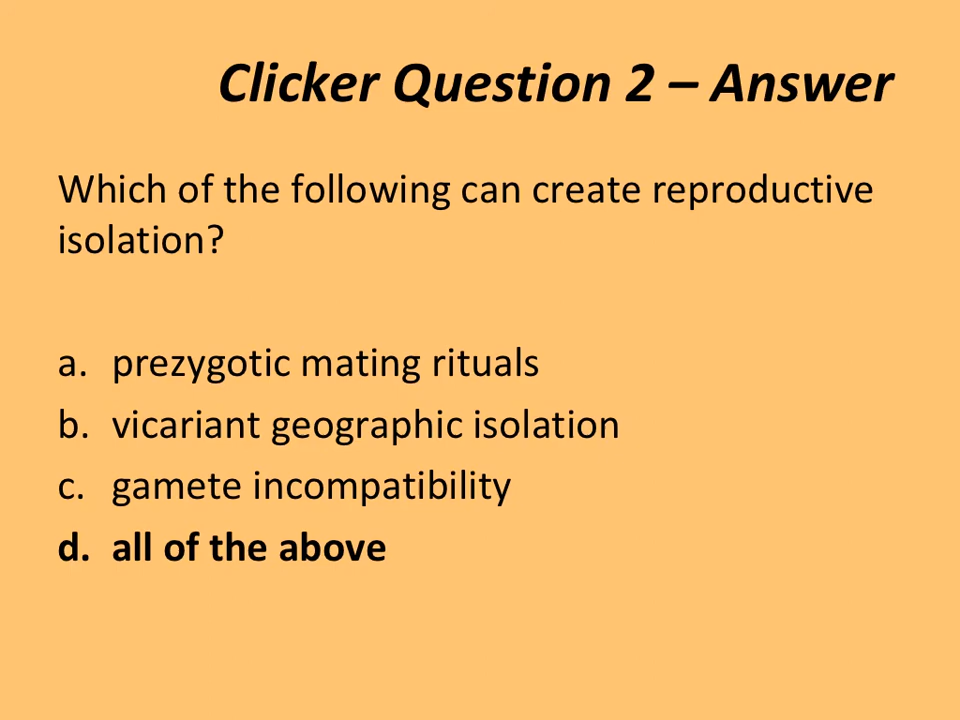 Clicker Question 2 – Answer
Which of the following can create reproductive
isolation?
a. prezygotic mating rituals
b. vicariant geographic isolation
c. gamete incompatibility
d. all of the above